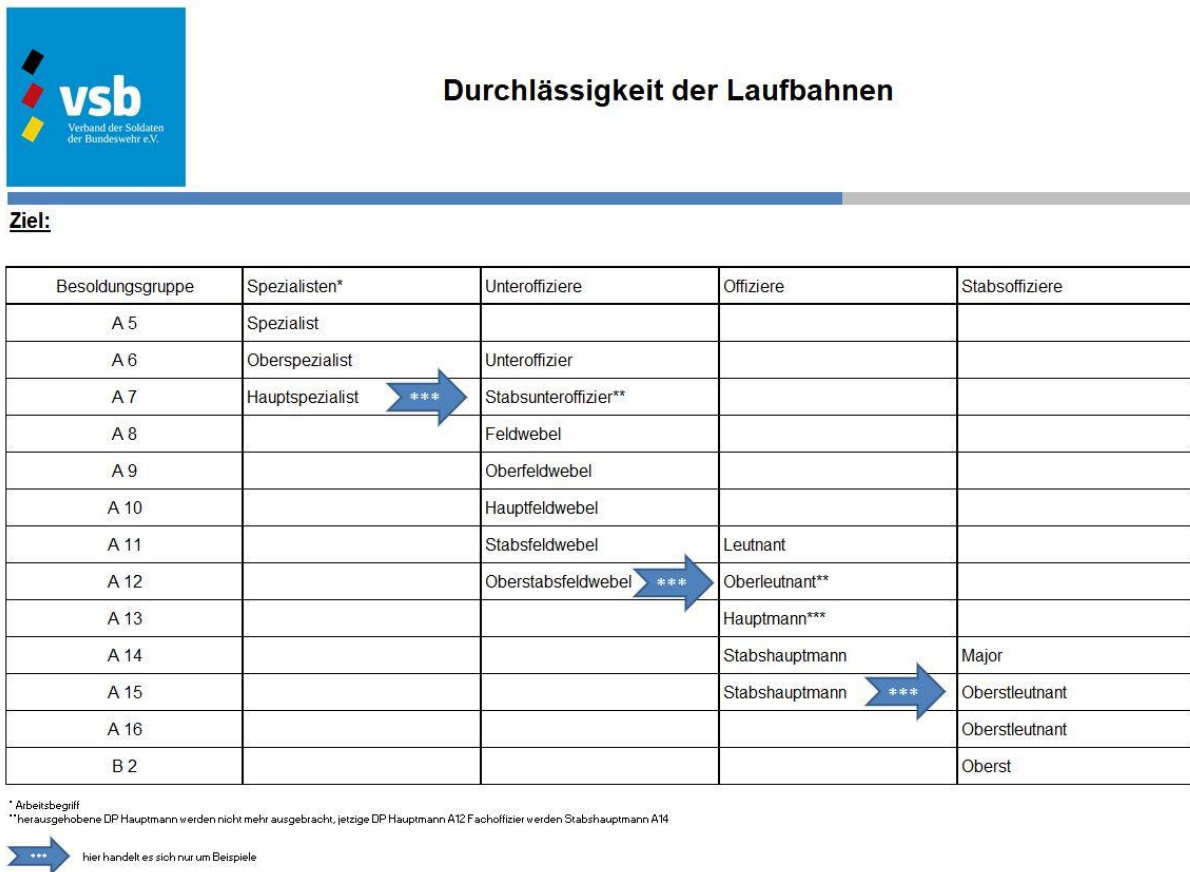 vsb
Verband der Soldaten
der Bundeswehr e.V.
Durchlässigkeit der Laufbahnen
Ziel:
Besoldungsgruppe Spezialisten* Unteroffiziere Offiziere Stabsoffiziere
A 5 Spezialist
A 6 Oberspezialist Unteroffizier
A 7 Hauptspezialist *** Stabsunteroffizier**
A 8 Feldwebel
A 9 Oberfeldwebel
A 10 Hauptfeldwebel
A 11 Stabsfeldwebel Leutnant
A 12 Oberstabsfeldwebel *** Oberleutnant**
A 13 Hauptmann***
A 14 Stabshauptmann Major
A 15 Stabshauptmann *** Oberstleutnant
A 16 Oberstleutnant
B 2 Oberst
* Arbeitsbegriff
**herausgehobene DP Hauptmann werden nicht mehr ausgebracht, jetzige DP Hauptmann A12 Fachoffizier werden Stabshauptmann A14
*** hier handelt es sich nur um Beispiele